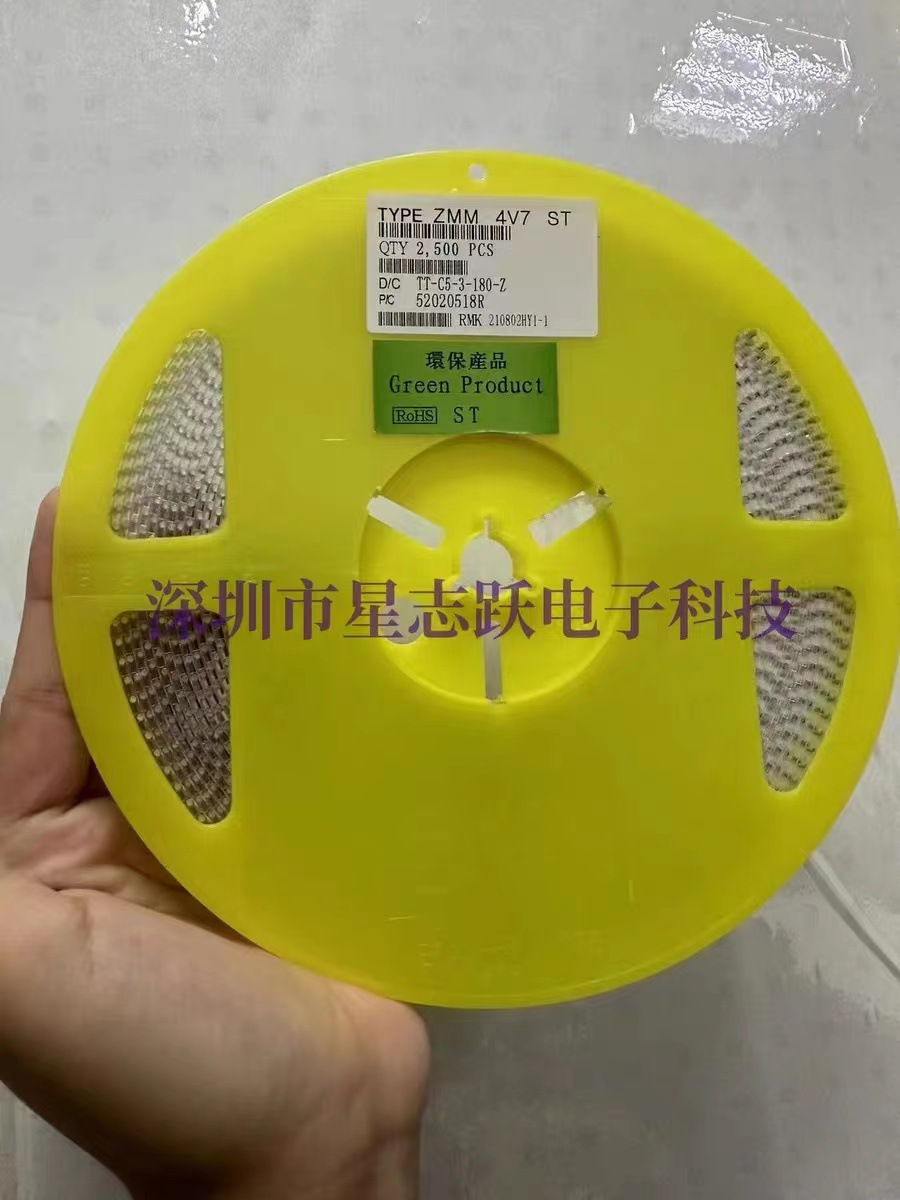 TYPE ZMM 4V7 ST
QTY 2,500 PCS
D/C TT-C5-3-180-Z
P/C 52020518R
RMK 210802HY1-1
環保産品
Green Product
RoHS ST
深圳市星志跃电子科技